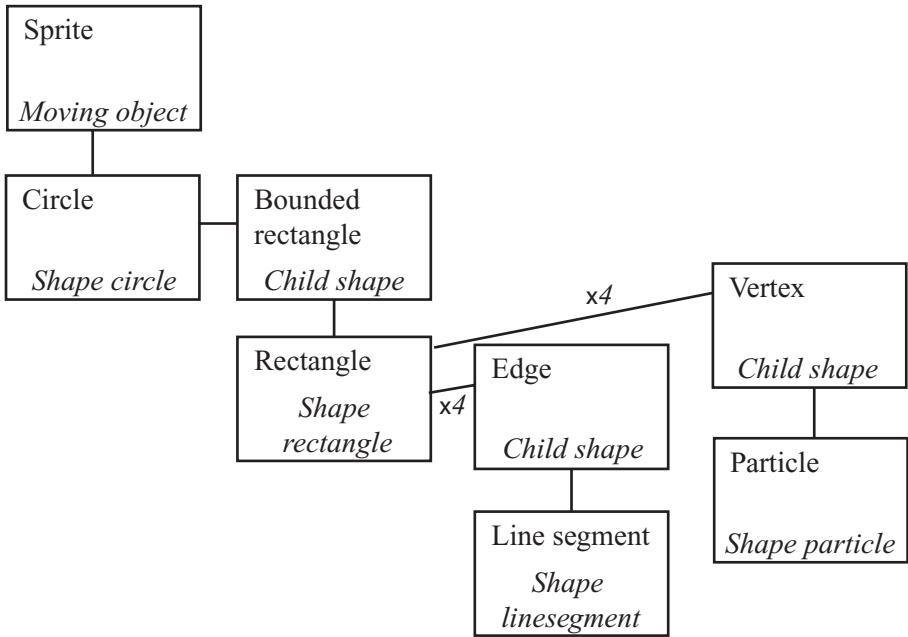 Sprite
Moving object
Circle
Shape circle
Bounded
rectangle
Child shape
Rectangle
Shape
rectangle
x4
x4
Edge
Child shape
Line segment
Shape
linesegment
Vertex
Child shape
Particle
Shape particle